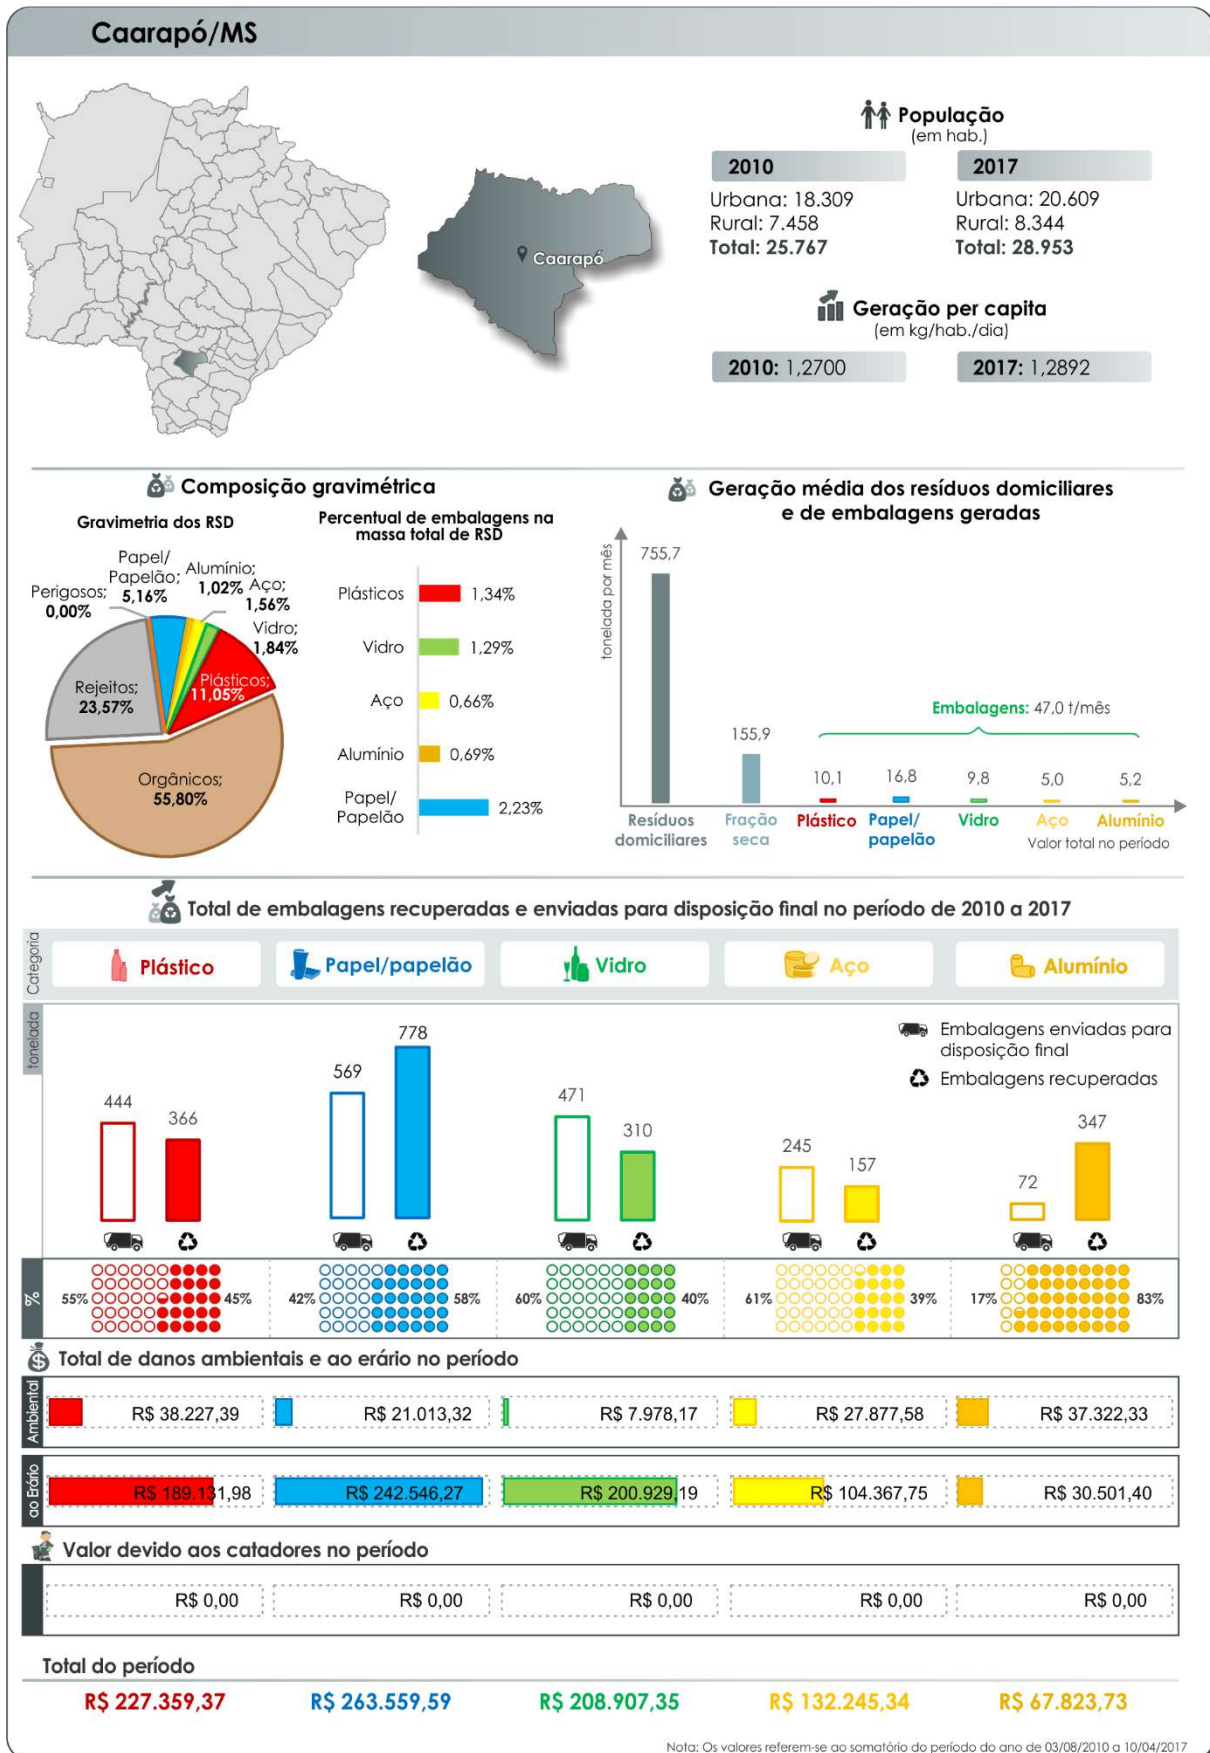 Caarapó/MS
População
(em hab.)
2010
2017
Urbana: 18.309
Rural: 7.458
Total: 25.767
Urbana: 20.609
Rural: 8.344
Total: 28.953
Caarapó
Geração per capita
(em kg/hab./dia)
2010: 1,2700
2017: 1,2892
Composição gravimétrica
Gravimetria dos RSD
Papel/
Papelão;
5,16%
Alumínio;
1,02%
Aço;
1,56%
Perigosos;
0,00%
Vidro;
1,84%
Plásticos;
11,05%
Rejeitos;
23,57%
Orgânicos;
55,80%
Percentual de embalagens na
massa total de RSD
Plásticos
1,34%
Vidro
1,29%
Aço
0,66%
Alumínio
0,69%
Papel/
Papelão
2,23%
Geração média dos resíduos domiciliares
e de embalagens geradas
tonelada por mês
755,7
155,9
Embalagens: 47,0 t/mês
10,1
16,8
9,8
5,0
5,2
Resíduos
domiciliares
Fração
seca
Plástico
Papel/
papelão
Vidro
Aço
Alumínio
Valor total no período
Total de embalagens recuperadas e enviadas para disposição final no período de 2010 a 2017
Categoria
Plástico
Papel/papelão
Vidro
Aço
Alumínio
tonelada
Embalagens enviadas para
disposição final
Embalagens recuperadas
444
366
569
778
471
310
245
157
72
347
%
55%
45%
42%
58%
60%
40%
61%
39%
17%
83%
Total de danos ambientais e ao erário no período
Ambiental
R$ 38.227,39
R$ 21.013,32
R$ 7.978,17
R$ 27.877,58
R$ 37.322,33
ao Erário
R$ 189.131,98
R$ 242.546,27
R$ 200.929,19
R$ 104.367,75
R$ 30.501,40
Valor devido aos catadores no período
R$ 0,00
R$ 0,00
R$ 0,00
R$ 0,00
R$ 0,00
Total do período
R$ 227.359,37
R$ 263.559,59
R$ 208.907,35
R$ 132.245,34
R$ 67.823,73
Nota: Os valores referem-se ao somatório do período do ano de 03/08/2010 a 10/04/2017